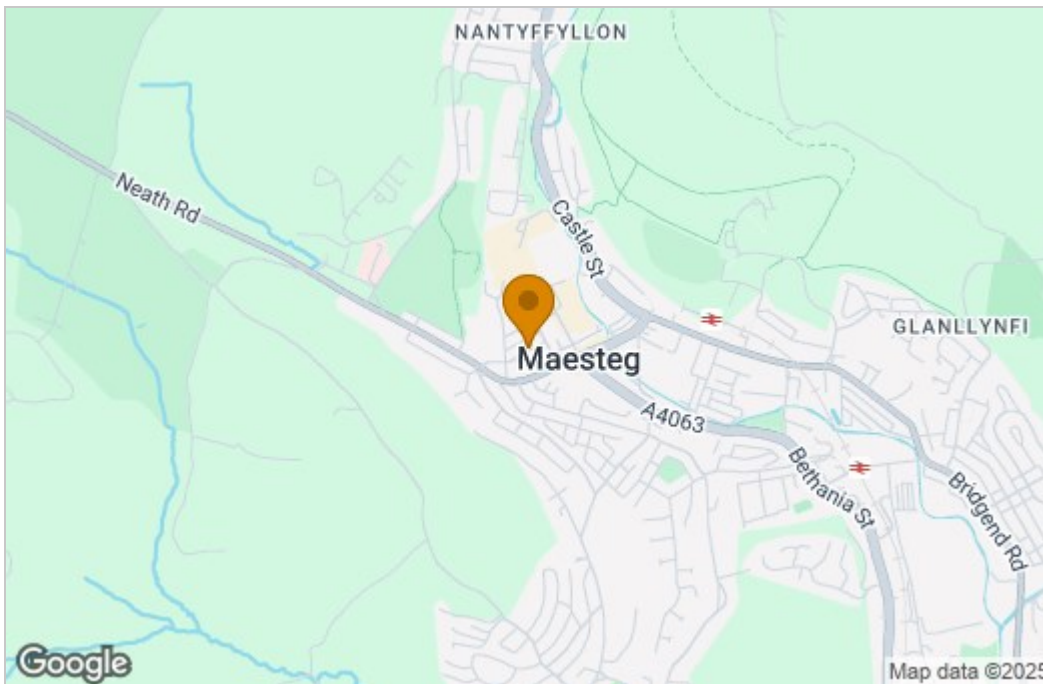 NANTYFFYLLON
Neath Rd
Castle St
GLANLLYNFI
Maesteg
A4063
Bethania St
Bridgend Rd
Google
Map data ©2025